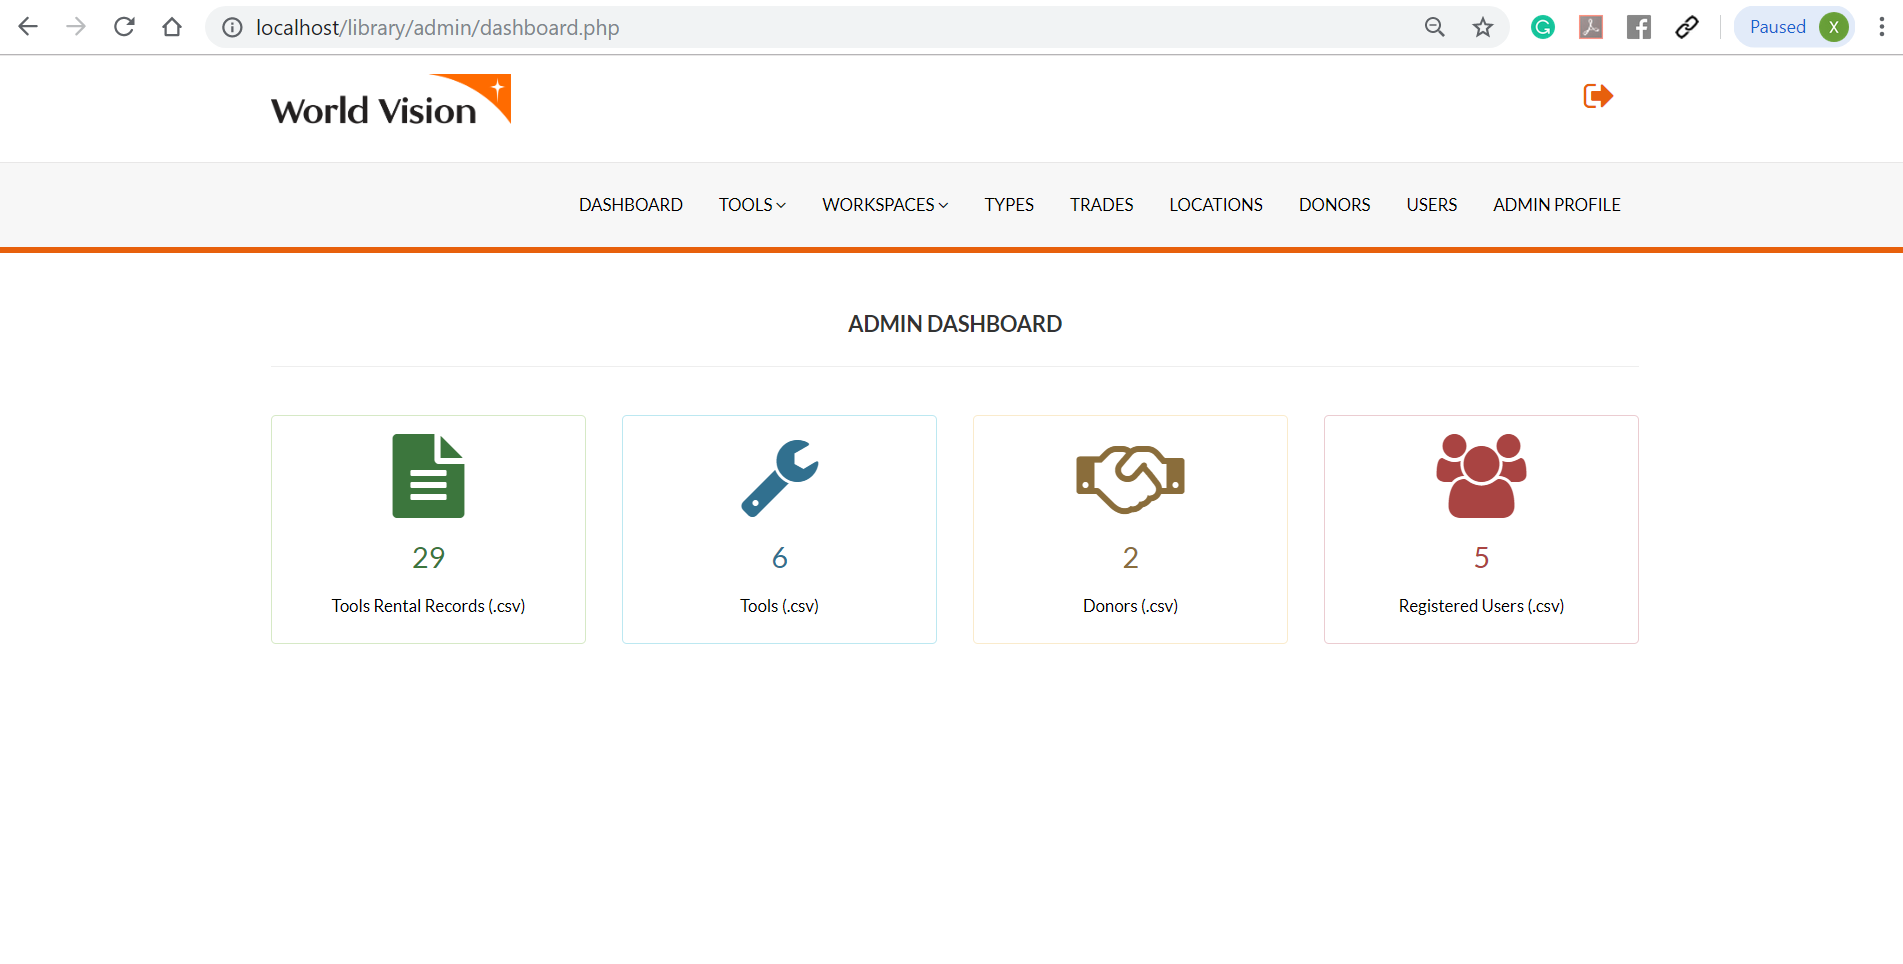 localhost/library/admin/dashboard.php
Paused X
World Vision
DASHBOARD TOOLS WORKSPACES TYPES TRADES LOCATIONS DONORS USERS ADMIN PROFILE
ADMIN DASHBOARD
29 6 2 5
Tools Rental Records (.csv) Tools (.csv) Donors (.csv) Registered Users (.csv)